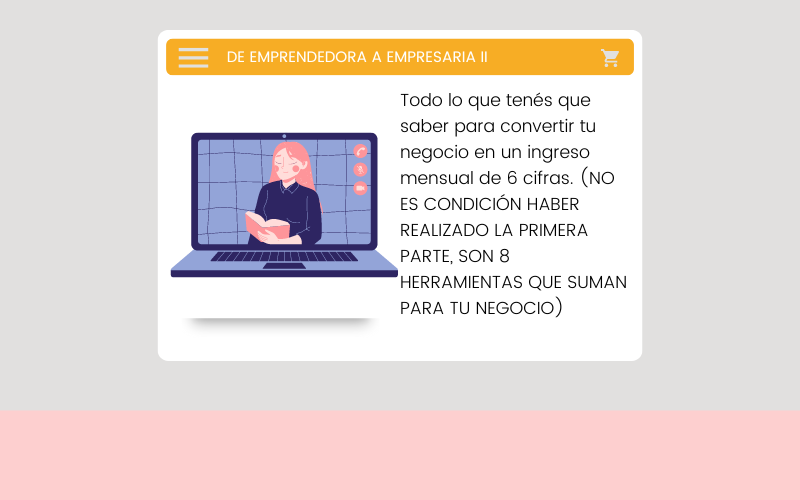 DE EMPRENDEDORA A EMPRESARIA II
Todo lo que tenés que
saber para convertir tu
negocio en un ingreso
mensual de 6 cifras. (NO
ES CONDICIÓN HABER
REALIZADO LA PRIMERA
PARTE, SON 8
HERRAMIENTAS QUE SUMAN
PARA TU NEGOCIO)